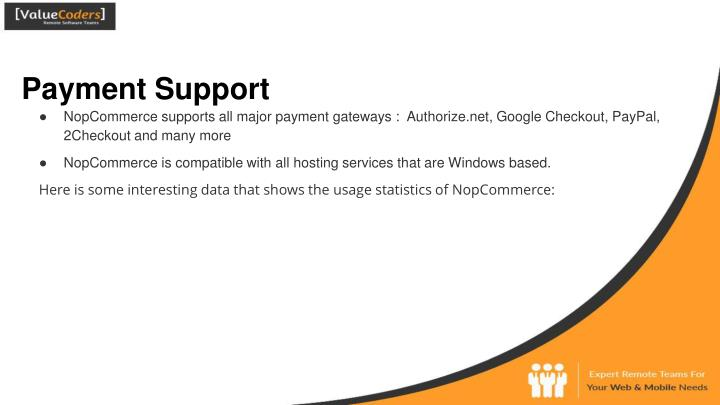 [ValueCoders]
Remote Software Teams
Payment Support
● NopCommerce supports all major payment gateways : Authorize.net, Google Checkout, PayPal,
2Checkout and many more
● NopCommerce is compatible with all hosting services that are Windows based.
Here is some interesting data that shows the usage statistics of NopCommerce:
Expert Remote Teams For
Your Web & Mobile Needs